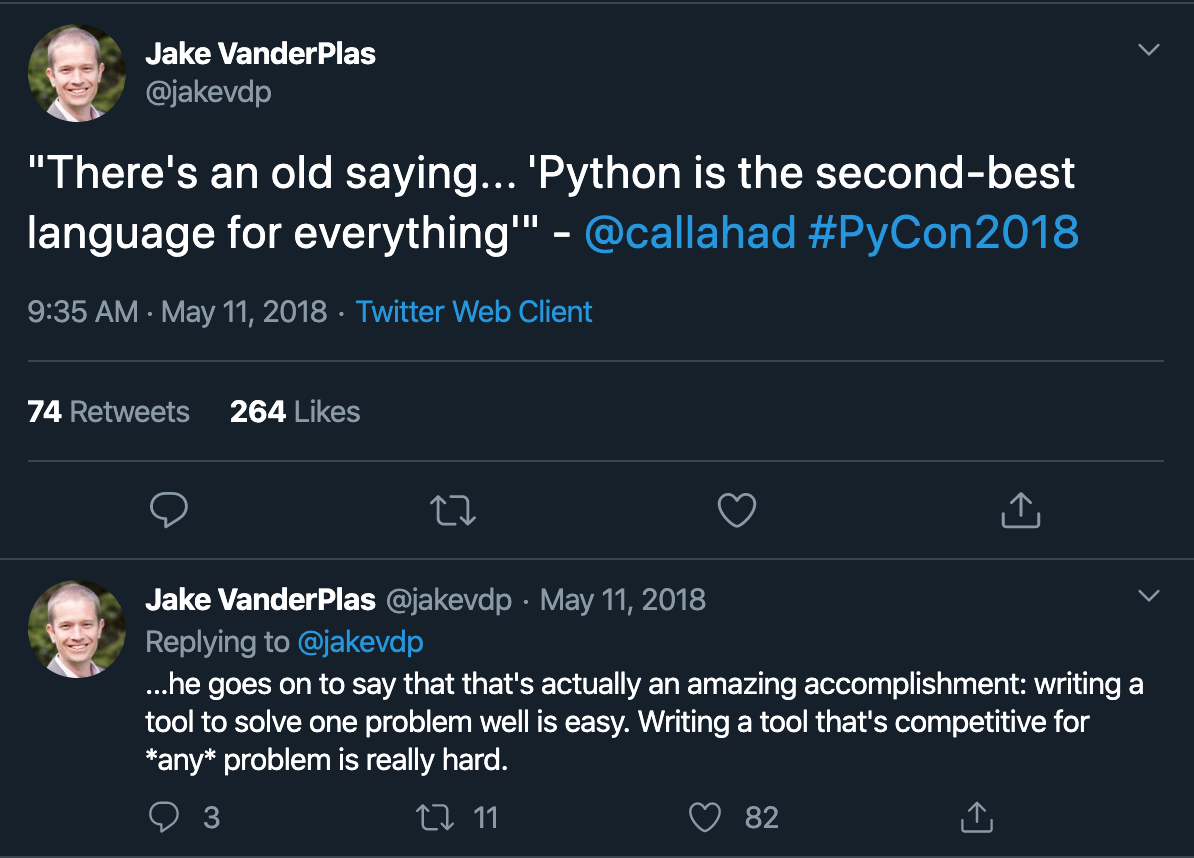 Jake VanderPlas
@jakevdp
"There's an old saying... 'Python is the second-best
language for everything'" - @callahad #PyCon2018
9:35 AM · May 11, 2018 · Twitter Web Client
74 Retweets 264 Likes
Jake VanderPlas @jakevdp · May 11, 2018
Replying to @jakevdp
...he goes on to say that that's actually an amazing accomplishment: writing a
tool to solve one problem well is easy. Writing a tool that's competitive for
*any* problem is really hard.
3 11 82